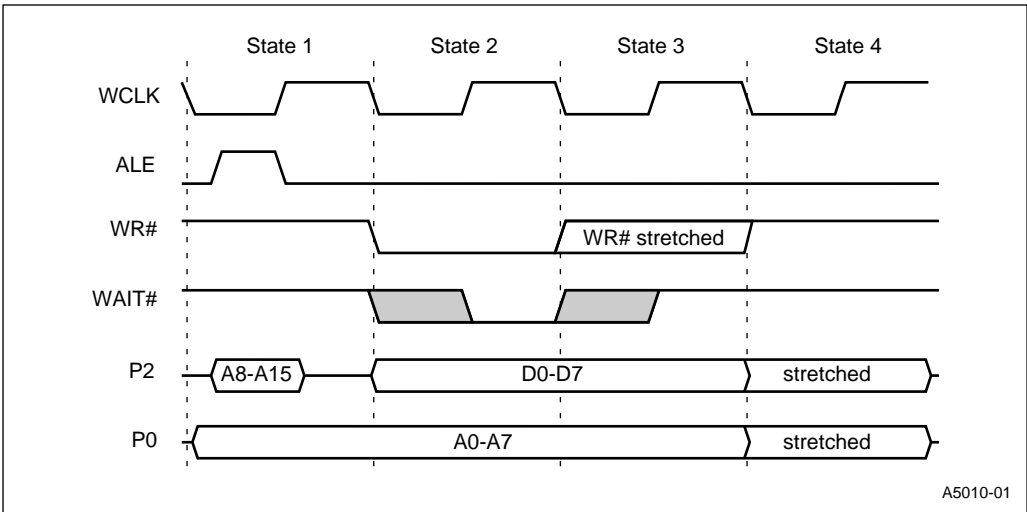 State 1 State 2 State 3 State 4
WCLK
ALE
WR# WR# stretched
WAIT#
P2 A8-A15 D0-D7 stretched
P0 A0-A7 stretched
A5010-01